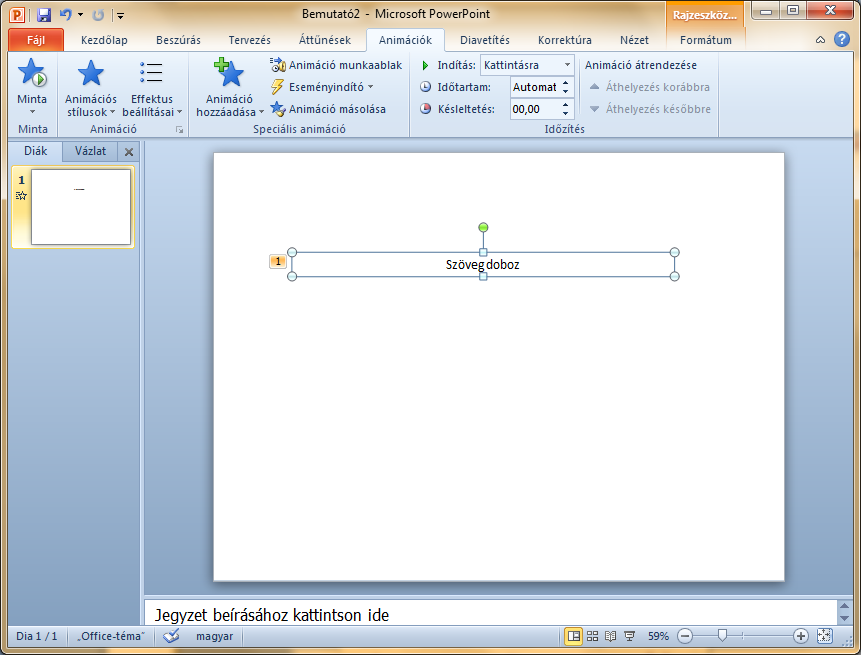 Bemutató2 - Microsoft PowerPoint
Rajzeszköz...
Fájl Kezdőlap Beszúrás Tervezés Áttűnések Animációk Diavetítés Korrektúra Nézet Formátum
Minta
Animációs stílusok
Effektus beállításai
Animáció hozzáadása
Animáció munkaablak
Eseményindító
Animáció másolása
Indítás: Kattintásra
Időtartam: Automat
Késleltetés: 00,00
Animáció átrendezése
Áthelyezés korábbra
Áthelyezés későbbre
Minta Animáció Speciális animáció Időzítés
Diák Vázlat
1
1
Szövegdoboz
Jegyzet beírásához kattintson ide
Dia 1 / 1 „Office-téma” magyar 59%